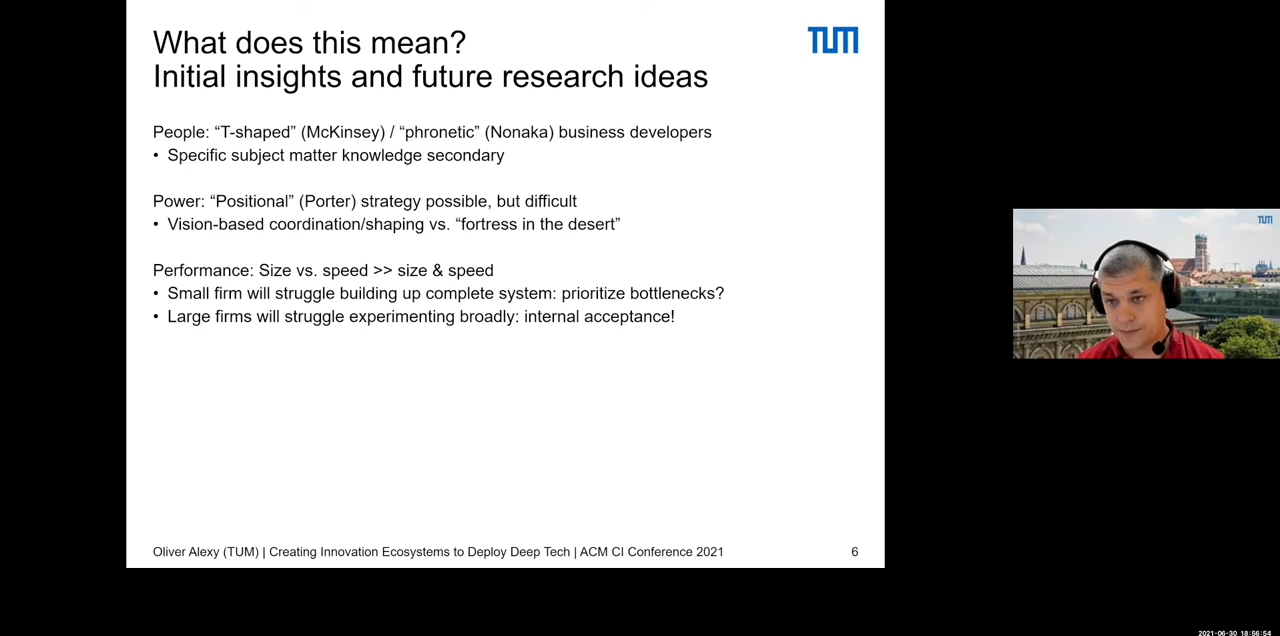 What does this mean?
Initial insights and future research ideas
TUM
People: “T-shaped” (McKinsey) / “phronetic” (Nonaka) business developers
• Specific subject matter knowledge secondary
Power: “Positional” (Porter) strategy possible, but difficult
• Vision-based coordination/shaping vs. “fortress in the desert”
Performance: Size vs. speed >> size & speed
• Small firm will struggle building up complete system: prioritize bottlenecks?
• Large firms will struggle experimenting broadly: internal acceptance!
Oliver Alexy (TUM) | Creating Innovation Ecosystems to Deploy Deep Tech | ACM CI Conference 2021
6
TUM
2021-06-30 18:56:54